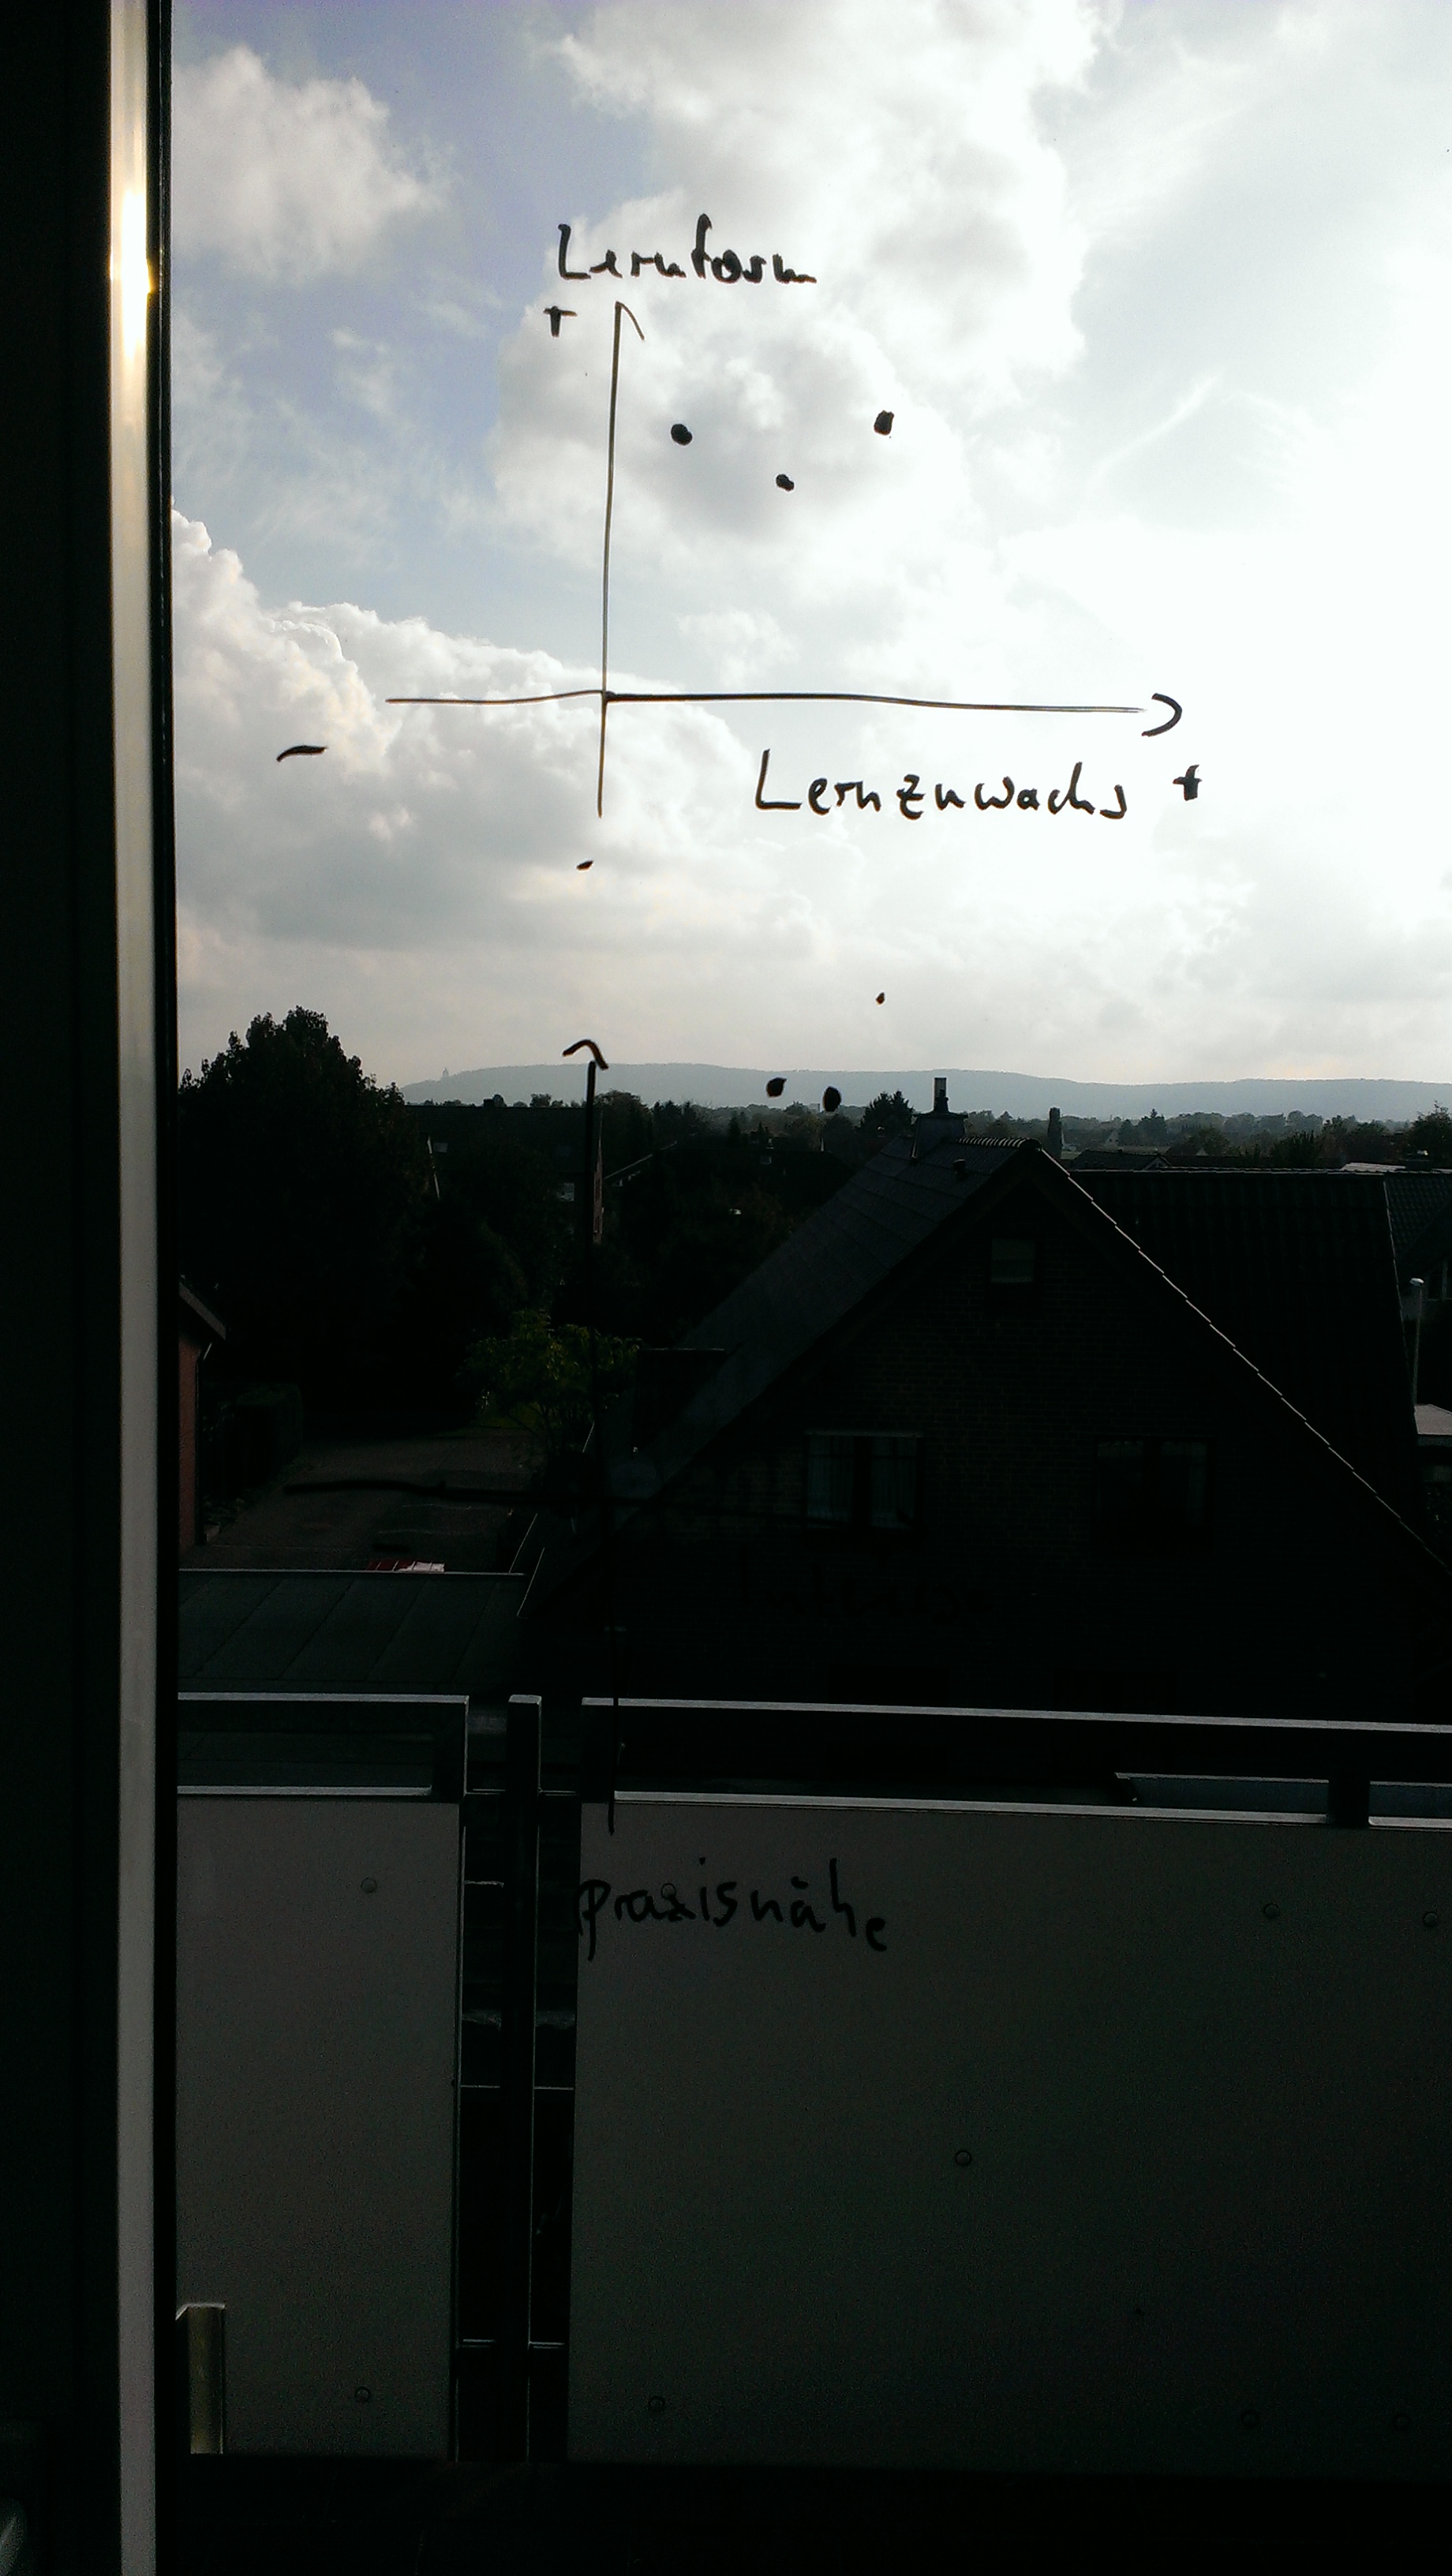 Lernform
+
-
Lernzuwachs +
-
praxisnähe